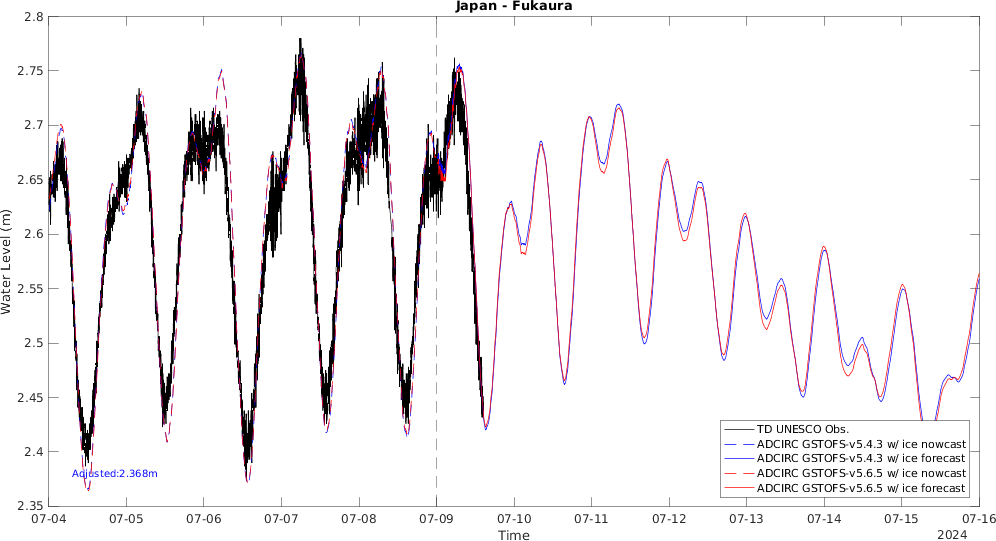 Japan - Fukaura
2.8
2.75
2.7
2.65
2.6
2.55
2.5
2.45
2.4
2.35
Water Level (m)
Adjusted:2.368m
TD UNESCO Obs.
ADCIRC GSTOFS-v5.4.3 w/ ice nowcast
ADCIRC GSTOFS-v5.4.3 w/ ice forecast
ADCIRC GSTOFS-v5.6.5 w/ ice nowcast
ADCIRC GSTOFS-v5.6.5 w/ ice forecast
07-04 07-05 07-06 07-07 07-08 07-09 07-10 07-11 07-12 07-13 07-14 07-15 07-16
Time
2024